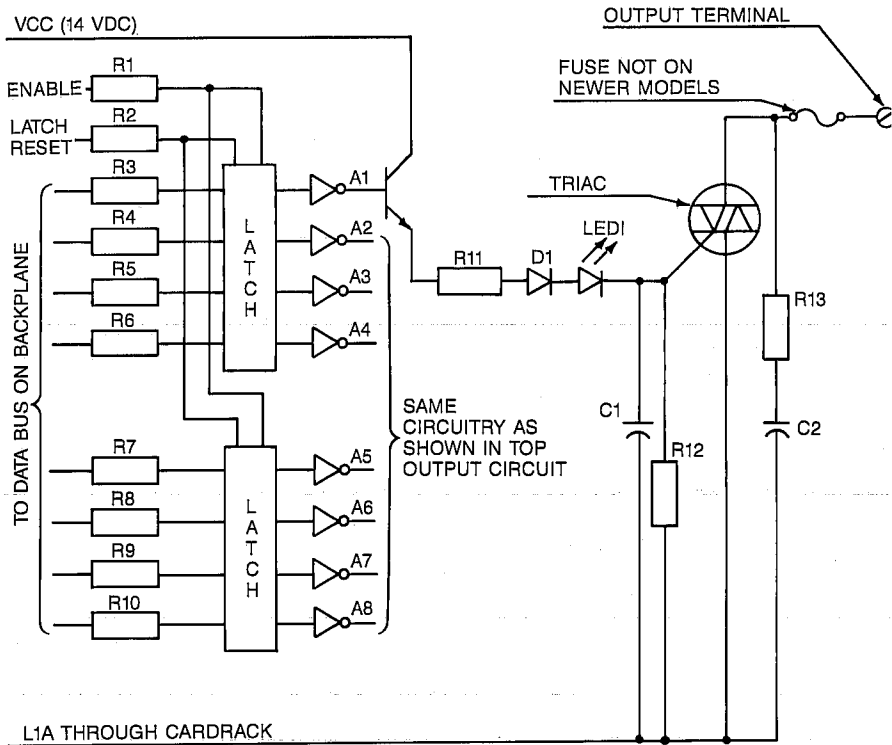 VCC (14 VDC)
OUTPUT TERMINAL
FUSE NOT ON
NEWER MODELS
R1
ENABLE
R2
LATCH
RESET
R3
A1
TRIAC
R4
A2
LEDI
R5
LATCH
A3
R11
D1
R6
A4
R13
TO DATA BUS ON BACKPLANE
SAME
CIRCUITRY AS
SHOWN IN TOP
OUTPUT CIRCUIT
C1
C2
R12
R7
A5
R8
LATCH
A6
R9
A7
R10
A8
L1A THROUGH CARDRACK